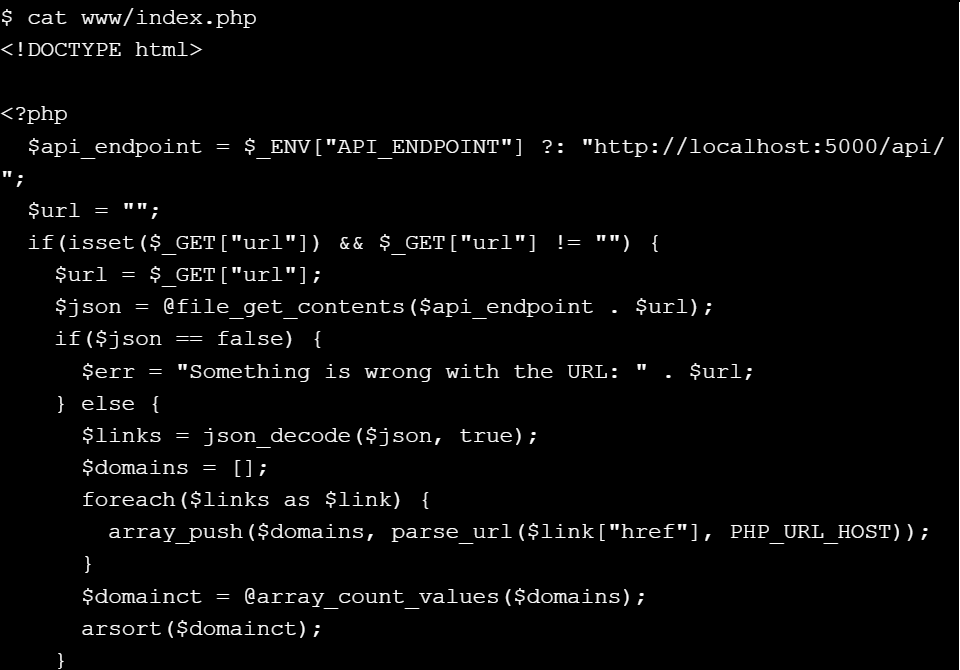 $ cat www/index.php
<!DOCTYPE html>

<?php
  $api_endpoint = $_ENV["API_ENDPOINT"] ?: "http://localhost:5000/api/
";
  $url = "";
  if(isset($_GET["url"]) && $_GET["url"] != "") {
    $url = $_GET["url"];
    $json = @file_get_contents($api_endpoint . $url);
    if($json == false) {
      $err = "Something is wrong with the URL: " . $url;
    } else {
      $links = json_decode($json, true);
      $domains = [];
      foreach($links as $link) {
        array_push($domains, parse_url($link["href"], PHP_URL_HOST));
      }
      $domainct = @array_count_values($domains);
      arsort($domainct);
    }